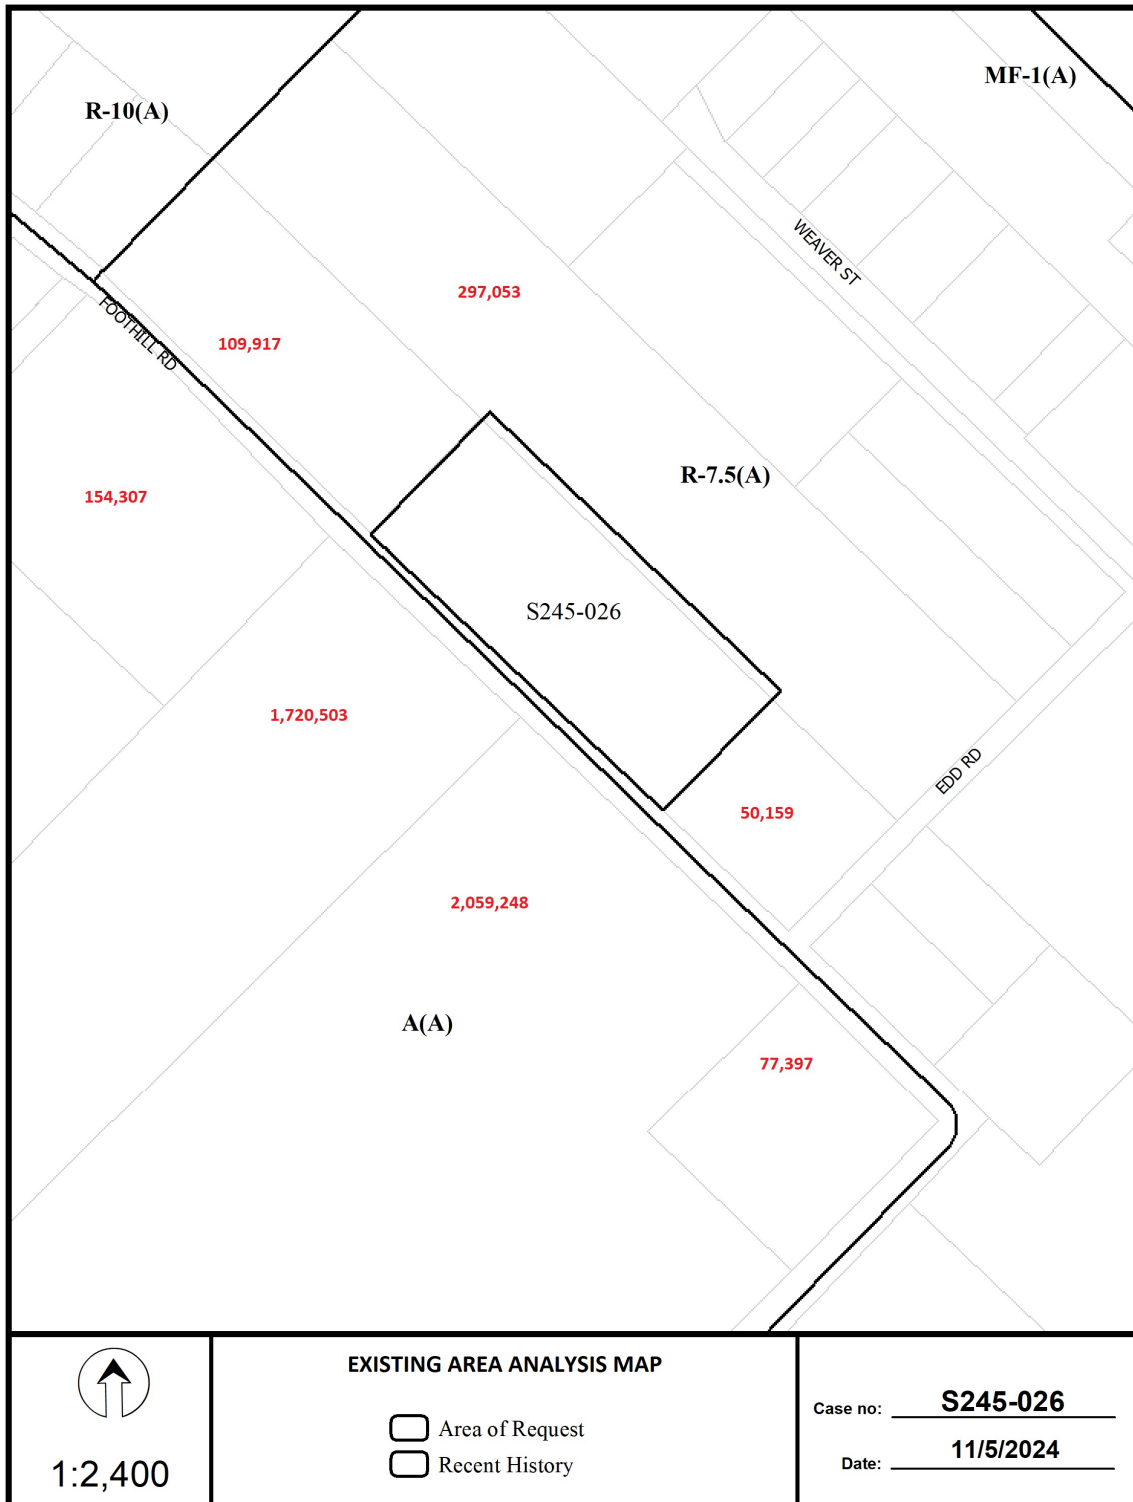 MF-1(A)
R-10(A)
WEAVER ST
297,053
FOOTHILL RD
109,917
R-7.5(A)
154,307
S245-026
1,720,503
EDD RD
50,159
2,059,248
A(A)
77,397
EXISTING AREA ANALYSIS MAP
Area of Request
Recent History
1:2,400
Case no: S245-026
Date: 11/5/2024